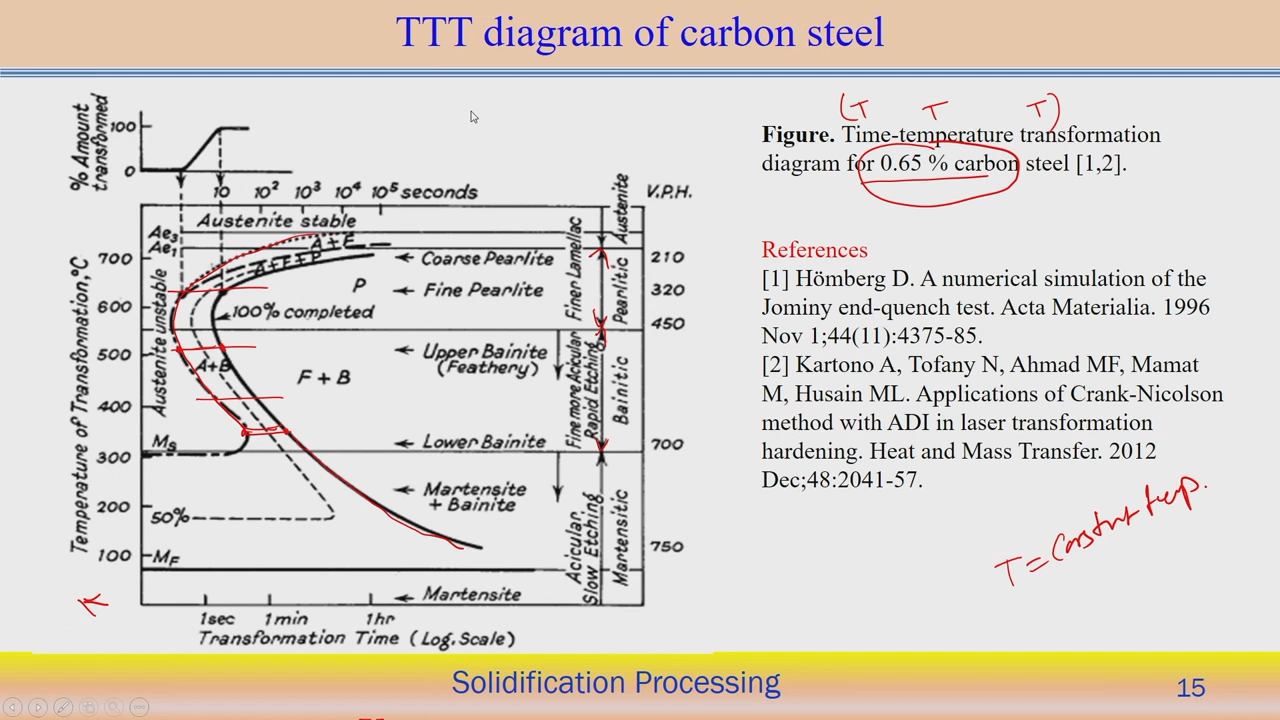 TTT diagram of carbon steel
% Amount transformed
100
0
10 10² 10³ 10⁴ 10⁵ seconds
V.P.H.
Austenite stable
Ae₃
Ae₁
A+F
A+F+P
P
700
600
500
400
300
200
100
Temperature of Transformation,°C
Austenite unstable
100% completed
A+B
F + B
Ms
50%
MF
Coarse Pearlite
Fine Pearlite
Upper Bainite
(Feathery)
Lower Bainite
Martensite
+ Bainite
Martensite
Finer Lamellac
Fine more Acicular
Rapid Etching
Acicular
Slow Etching
Austenite
Pearlitic
Bainitic
Martensitic
210
320
450
700
750
1sec 1min 1hr
Transformation Time (Log. Scale)
(T T T)
Figure. Time-temperature transformation
diagram for 0.65 % carbon steel [1,2].
References
[1] Hömberg D. A numerical simulation of the
Jominy end-quench test. Acta Materialia. 1996
Nov 1;44(11):4375-85.
[2] Kartono A, Tofany N, Ahmad MF, Mamat
M, Husain ML. Applications of Crank-Nicolson
method with ADI in laser transformation
hardening. Heat and Mass Transfer. 2012
Dec;48:2041-57.
T = Constant temp.
Solidification Processing
15